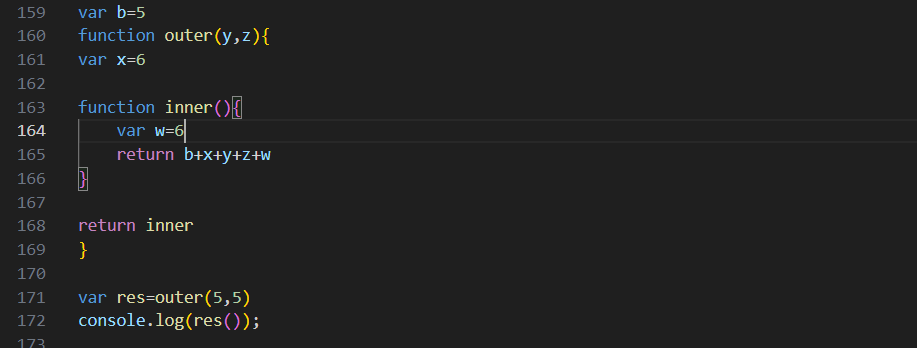 159 var b=5
160 function outer(y,z){
161 var x=6
162
163 function inner(){
164     var w=6
165     return b+x+y+z+w
166 }
167
168 return inner
169 }
170
171 var res=outer(5,5)
172 console.log(res());
173